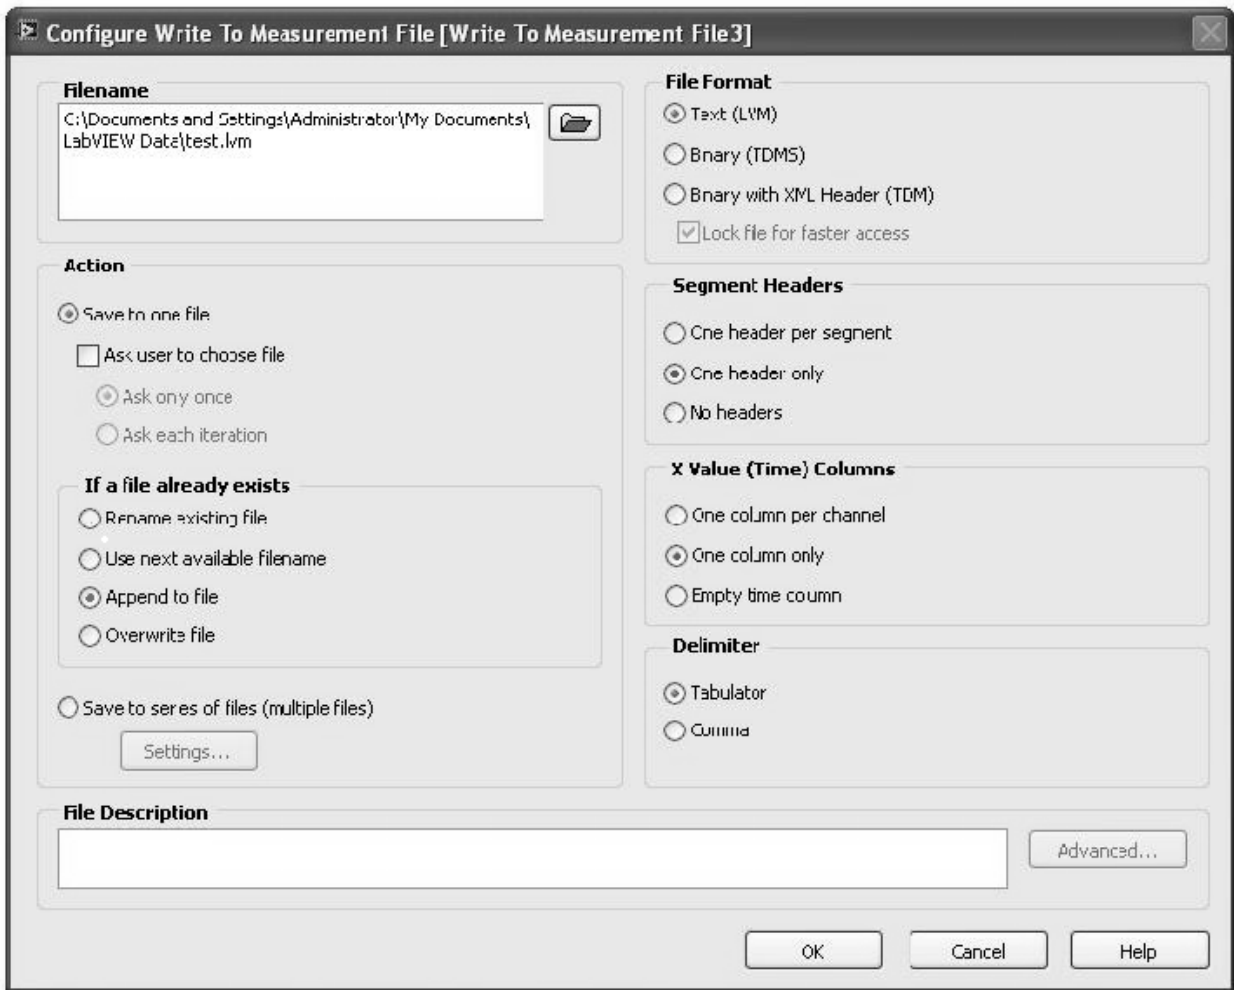 Configure Write To Measurement File [Write To Measurement File3]
Filename
C:\Documents and Settings\Administrator\My Documents\
LabVIEW Data\test.lvm
Action
Save to one file
Ask user to choose file
Ask only once
Ask each iteration
If a file already exists
Rename existing file
Use next available filename
Append to file
Overwrite file
Save to series of files (multiple files)
Settings...
File Format
Text (LVM)
Binary (TDMS)
Binary with XML Header (TDM)
Lock file for faster access
Segment Headers
One header per segment
One header only
No headers
X Value (Time) Columns
One column per channel
One column only
Empty time column
Delimiter
Tabulator
Comma
File Description
Advanced...
OK
Cancel
Help